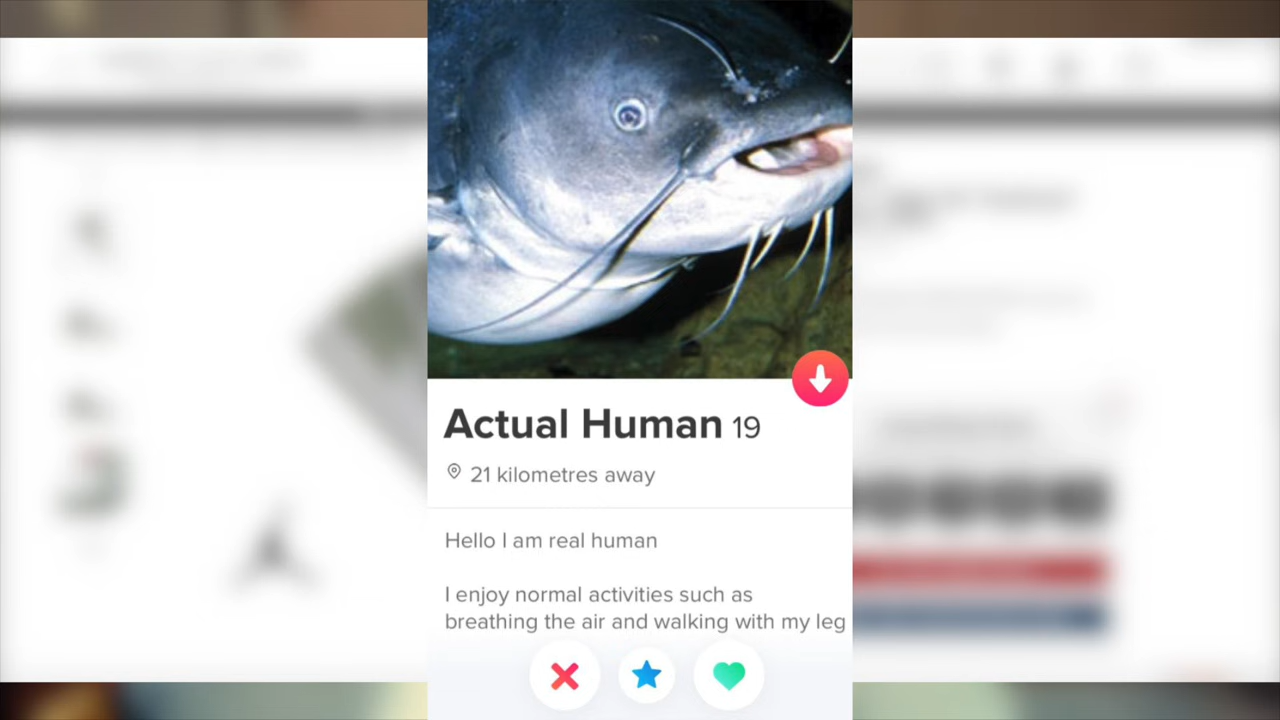 Actual Human 19
21 kilometres away
Hello I am real human
I enjoy normal activities such as
breathing the air and walking with my leg